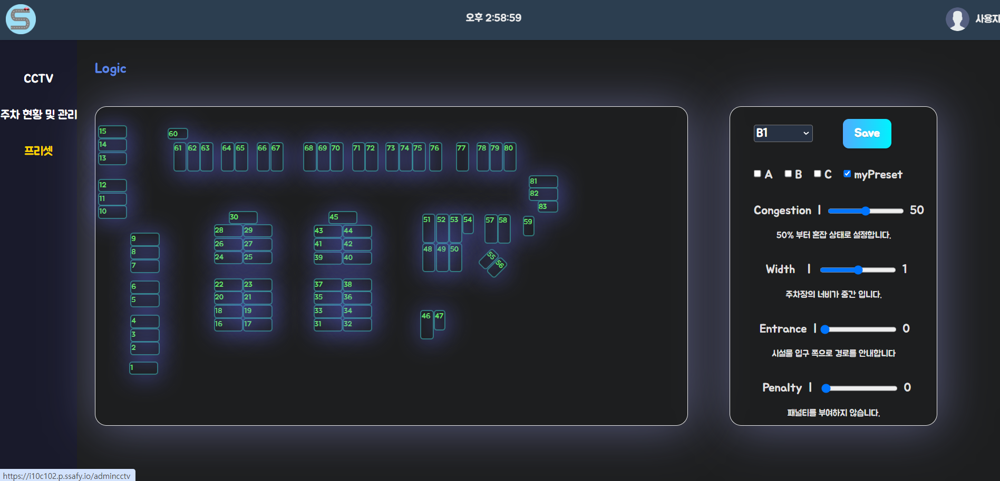 오후 2:58:59
사용자
CCTV
주차 현황 및 관리
프리셋
Logic
15
14
13
12
11
10
9
8
7
6
5
4
3
2
1
60
61 62 63 64 65 66 67 68 69 70 71 72 73 74 75 76 77 78 79 80
81
82
83
30
28 29
26 27
24 25
22 23
20 21
18 19
16 17
45
43 44
41 42
39 40
37 38
35 36
33 34
31 32
51 52 53 54 57 58 59
48 49 50
55
56
46 47
B1
Save
A B C myPreset
Congestion | 50
50% 부터 혼잡 상태로 설정합니다.
Width | 1
주차장의 너비가 중간 입니다.
Entrance | 0
시설물 입구 쪽으로 경로를 안내합니다
Penalty | 0
패널티를 부여하지 않습니다.
https://i10c102.p.ssafy.io/admincctv